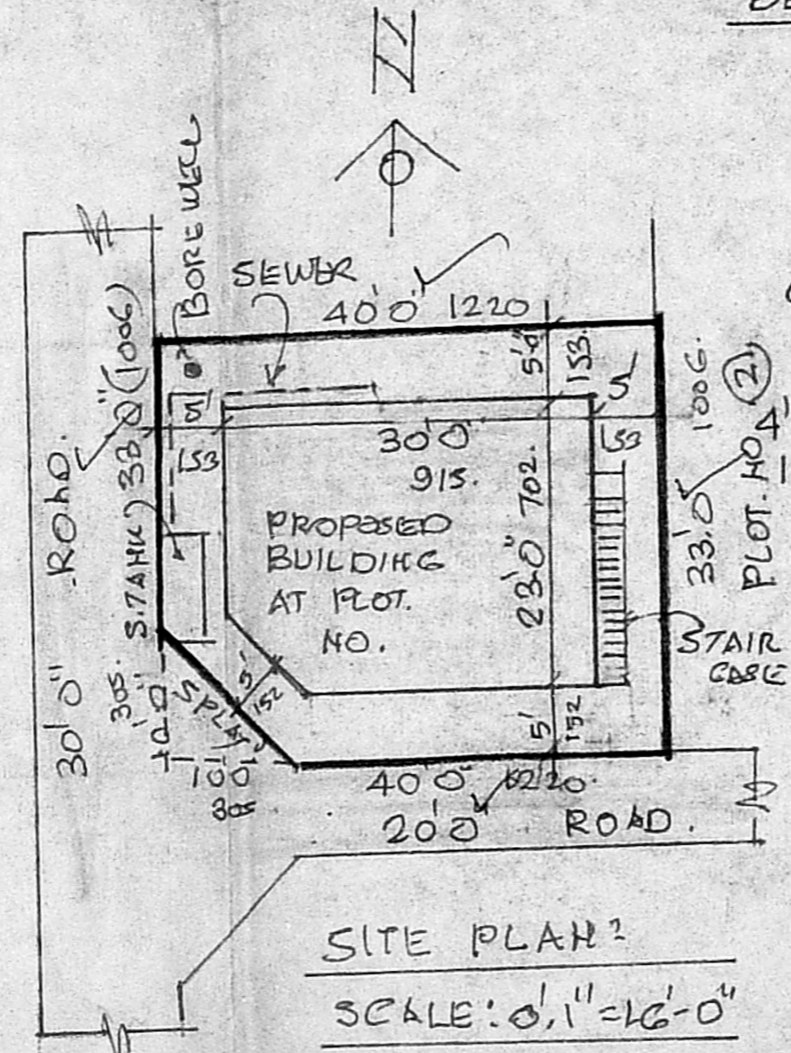 N
BOREWELL
SEWER
40'0" 1220
5'0" 153.
5'
153
5'
153
33'0" (1006)
ROAD.
30'0"
S.TANK
30'0"
915.
23'0" 702.
PROPOSED
BUILDING
AT PLOT.
NO.
33'0" 1006.
PLOT. NO 4
2
STAIR
CASE
5'
152
SPLAY
10'0"
305.
10'0"
305
5'
152
40'0" 1220.
20'0" ROAD.
SITE PLAN:
SCALE: 0'.1"=16'-0"